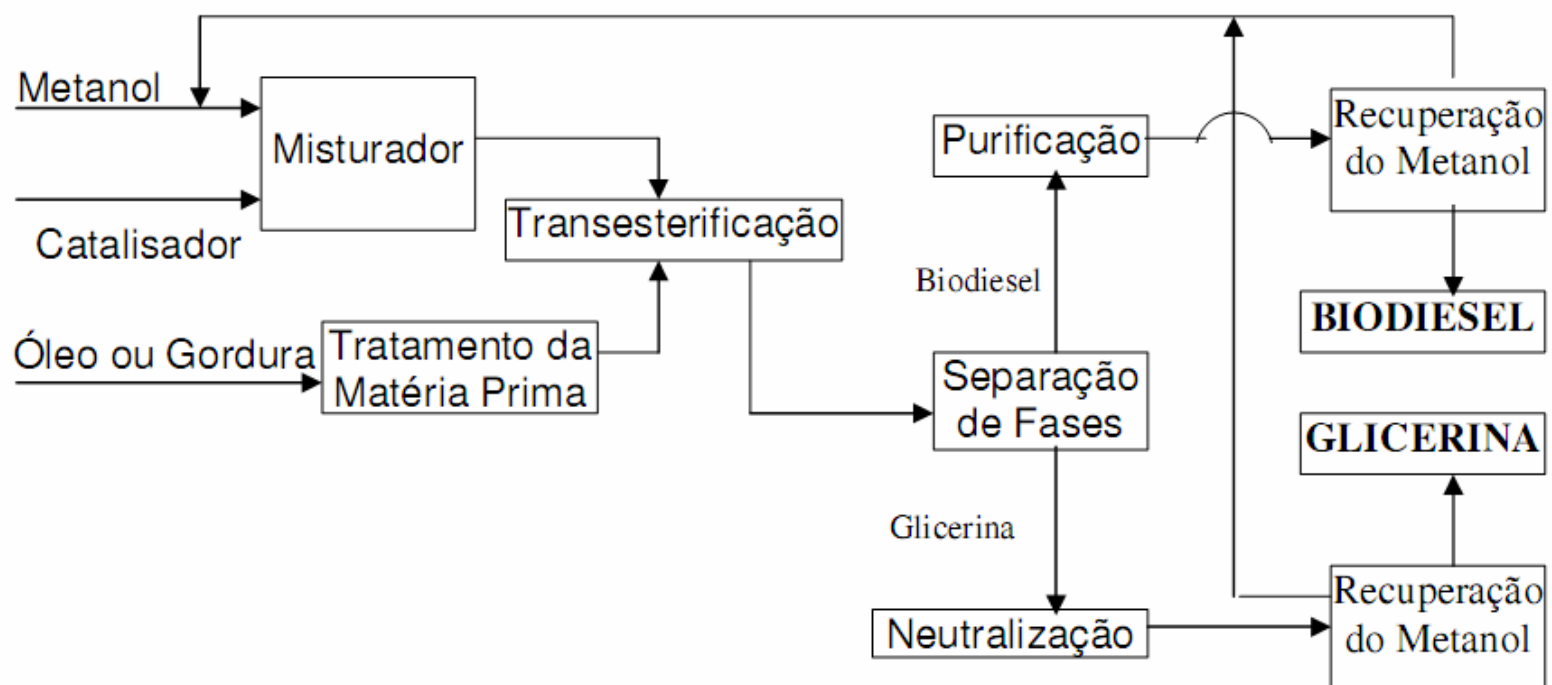 Metanol
Misturador
Catalisador
Óleo ou Gordura
Tratamento da
Matéria Prima
Transesterificação
Biodiesel
Glicerina
Purificação
Separação
de Fases
Neutralização
Recuperação
do Metanol
BIODIESEL
GLICERINA
Recuperação
do Metanol